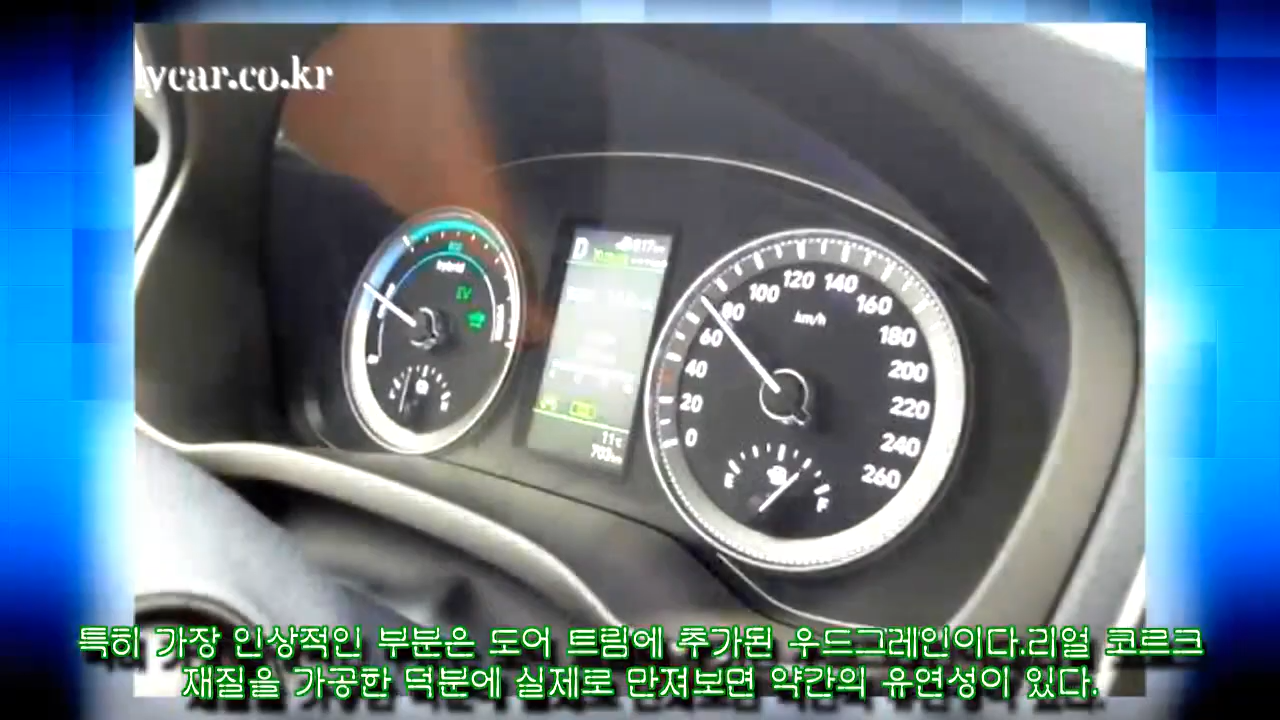 lycar.co.kr
hybrid
EV
D
11℃
120 140
100 160
80 km/h 180
60 200
40 220
20 240
0 260
E F
특히 가장 인상적인 부분은 도어 트림에 추가된 우드그레인이다.리얼 코르크
재질을 가공한 덕분에 실제로 만져보면 약간의 유연성이 있다.